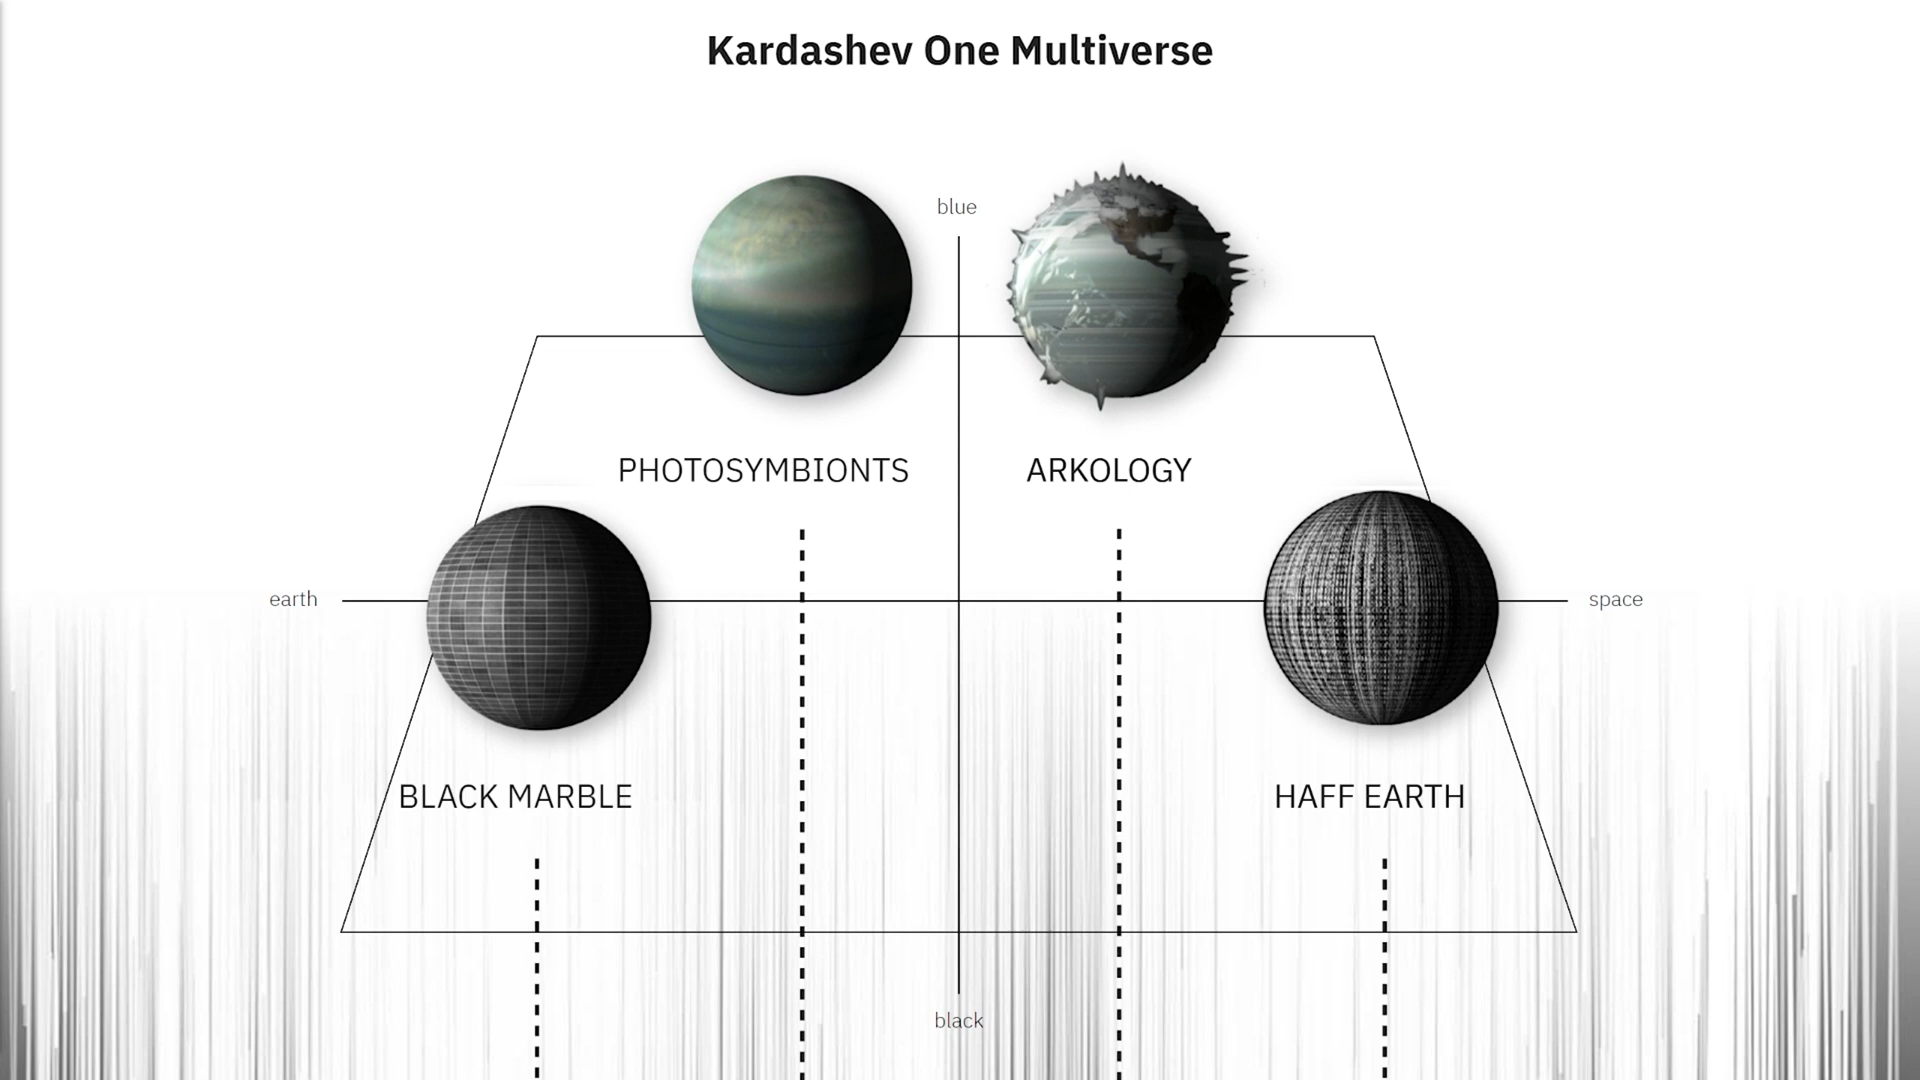 Kardashev One Multiverse
blue
PHOTOSYMBIONTS
ARKOLOGY
earth
space
BLACK MARBLE
HAFF EARTH
black